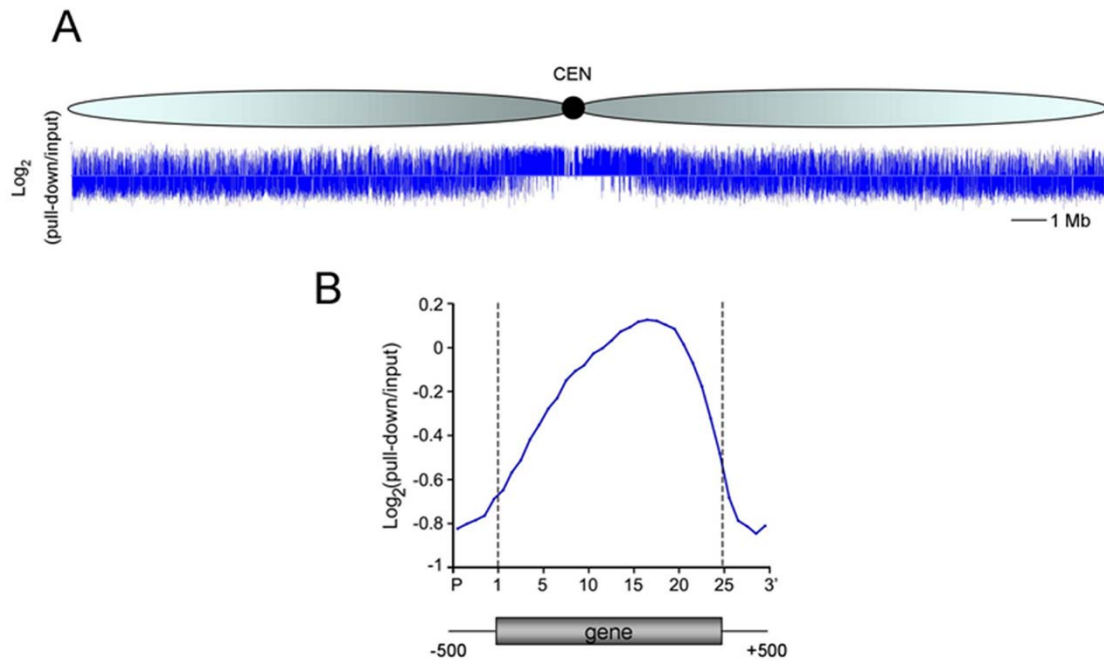 A
CEN
Log2
(pull-down/input)
1 Mb
B
Log2(pull-down/input)
0.2
0
-0.2
-0.4
-0.6
-0.8
-1
P 1 5 10 15 20 25 3'
gene
-500 +500